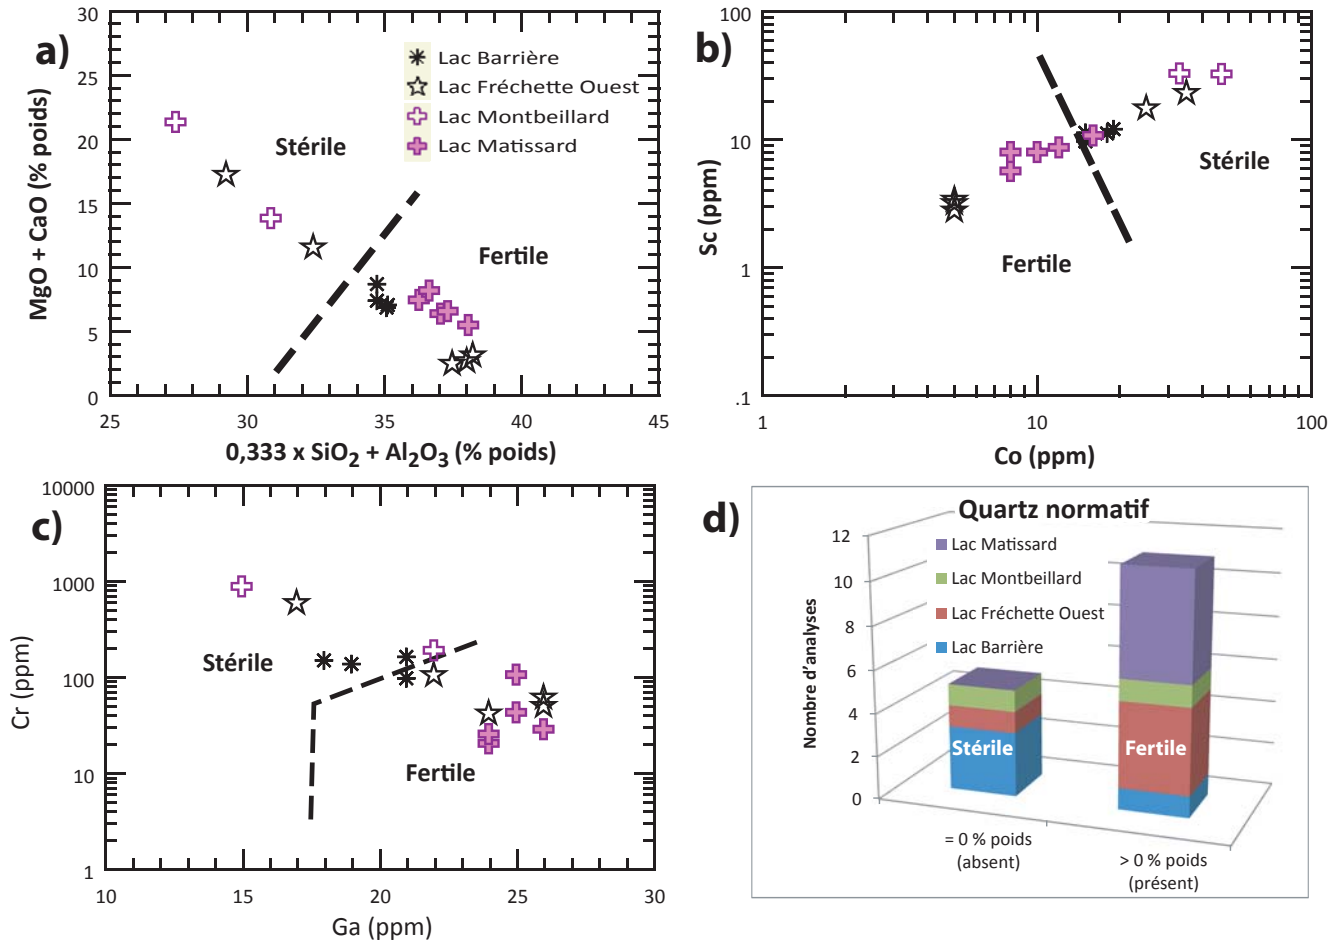 a)
30
25
20
15
10
5
0
MgO + CaO (% poids)
Lac Barrière
Lac Fréchette Ouest
Lac Montbeillard
Lac Matissard
Stérile
Fertile
25
30
35
40
45
0,333 x SiO2 + Al2O3 (% poids)
b)
100
10
1
.1
Sc (ppm)
Stérile
Fertile
1
10
100
Co (ppm)
c)
10000
1000
100
10
1
Cr (ppm)
Stérile
Fertile
10
15
20
25
30
Ga (ppm)
d)
Quartz normatif
12
10
8
6
4
2
0
Nombre d'analyses
Lac Matissard
Lac Montbeillard
Lac Fréchette Ouest
Lac Barrière
Stérile
Fertile
= 0 % poids
(absent)
> 0 % poids
(présent)